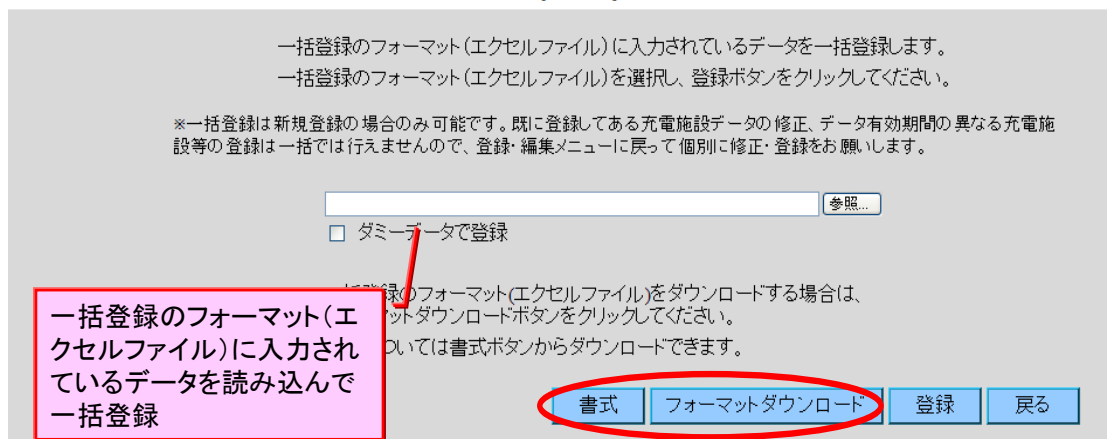 一括登録のフォーマット(エクセルファイル)に入力されているデータを一括登録します。
一括登録のフォーマット(エクセルファイル)を選択し、登録ボタンをクリックしてください。
※一括登録は新規登録の場合のみ可能です。既に登録してある充電施設データの修正、データ有効期間の異なる充電施
設等の登録は一括では行えませんので、登録・編集メニューに戻って個別に修正・登録をお願いします。
参照...
ダミーデータで登録
録のフォーマット(エクセルファイル)をダウンロードする場合は、
ットダウンロードボタンをクリックしてください。
ついては書式ボタンからダウンロードできます。
一括登録のフォーマット(エ
クセルファイル)に入力され
ているデータを読み込んで
一括登録
書式 フォーマットダウンロード 登録 戻る